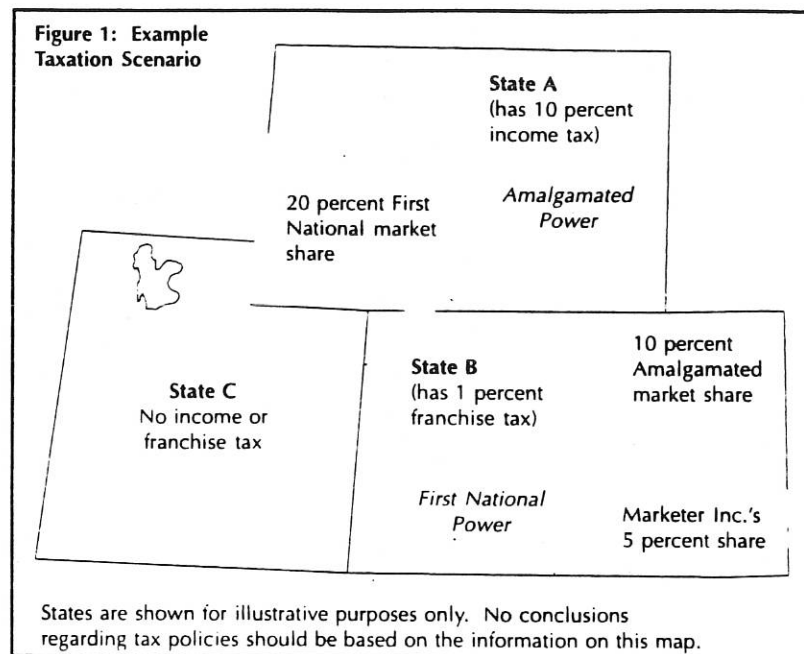 Figure 1: Example
Taxation Scenario
State A
(has 10 percent
income tax)
20 percent First
National market
share
Amalgamated
Power
State C
No income or
franchise tax
State B
(has 1 percent
franchise tax)
10 percent
Amalgamated
market share
First National
Power
Marketer Inc.'s
5 percent share
States are shown for illustrative purposes only. No conclusions
regarding tax policies should be based on the information on this map.